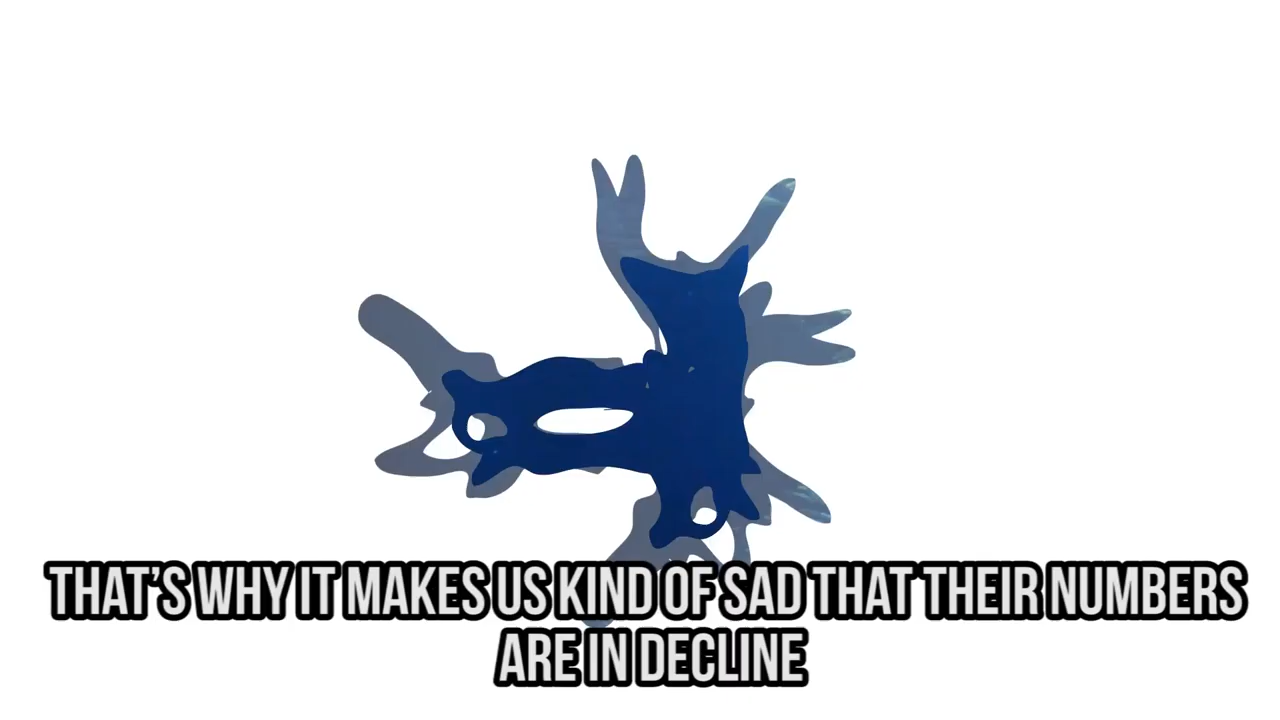 THAT'S WHY IT MAKES US KIND OF SAD THAT THEIR NUMBERS
ARE IN DECLINE